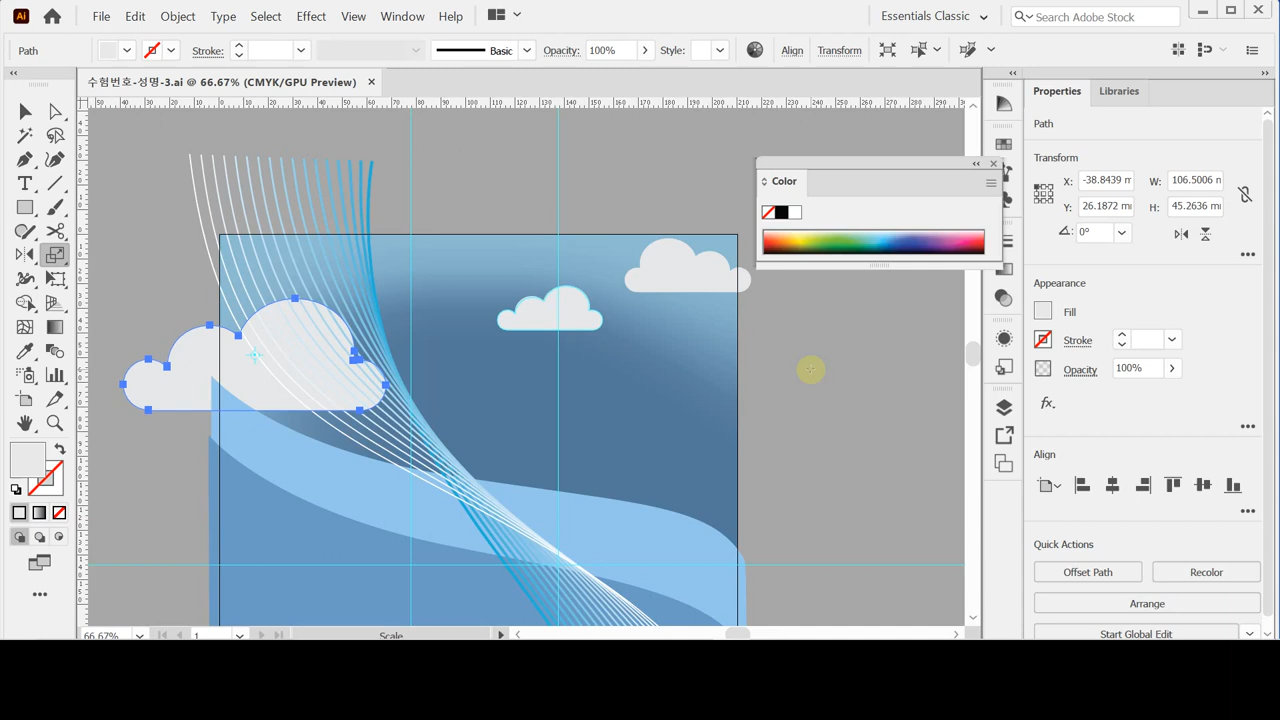 Ai File Edit Object Type Select Effect View Window Help Essentials Classic Search Adobe Stock
Path Stroke: Basic Opacity: 100% Style: Align Transform
수험번호-성명-3.ai @ 66.67% (CMYK/GPU Preview)
Properties Libraries
Path
Transform
X: -38.8439 m W: 106.5006 m
Y: 26.1872 m H: 45.2636 m
0°
Color
Appearance
Fill
Stroke
Opacity 100%
fx.
Align
Quick Actions
Offset Path Recolor
Arrange
Start Global Edit
66.67% 1 Scale